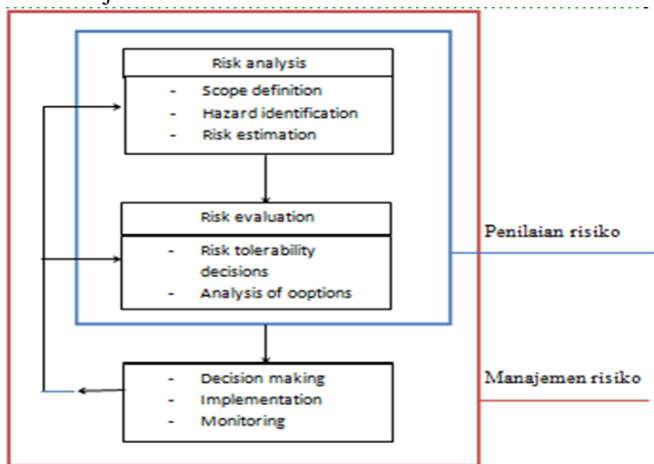 Risk analysis
- Scope definition
- Hazard identification
- Risk estimation
Risk evaluation
- Risk tolerability
decisions
- Analysis of ooptions
Penilaian risiko
- Decision making
- Implementation
- Monitoring
Manajemen risiko